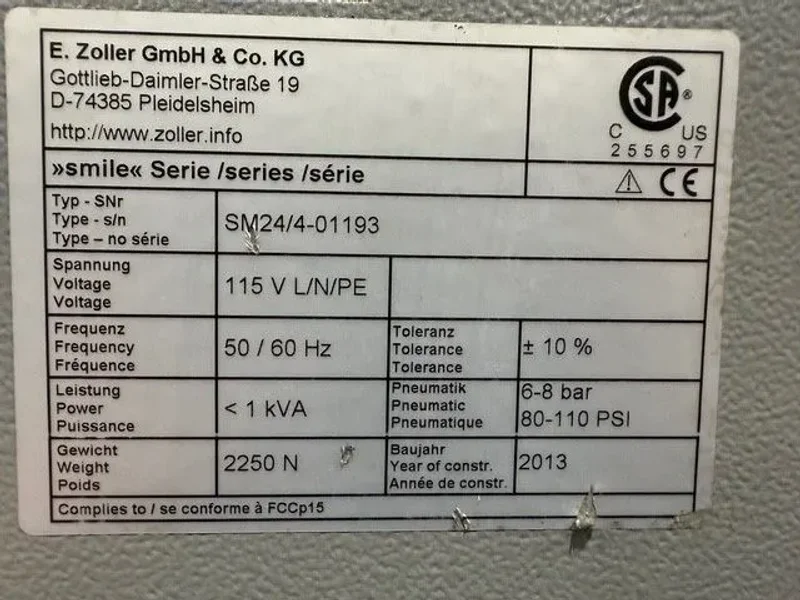 E. Zoller GmbH & Co. KG
Gottlieb-Daimler-Straße 19
D-74385 Pleidelsheim
http://www.zoller.info
CSA ®
C US
255697
»smile« Serie /series /série
CE
Typ - SNr
Type - s/n
Type – no série
SM24/4-01193
Spannung
Voltage
Voltage
115 V L/N/PE
Frequenz
Frequency
Fréquence
50 / 60 Hz
Toleranz
Tolerance
Tolerance
± 10 %
Leistung
Power
Puissance
< 1 kVA
Pneumatik
Pneumatic
Pneumatique
6-8 bar
80-110 PSI
Gewicht
Weight
Poids
2250 N
Baujahr
Year of constr.
Année de constr.
2013
Complies to / se conforme à FCCp15